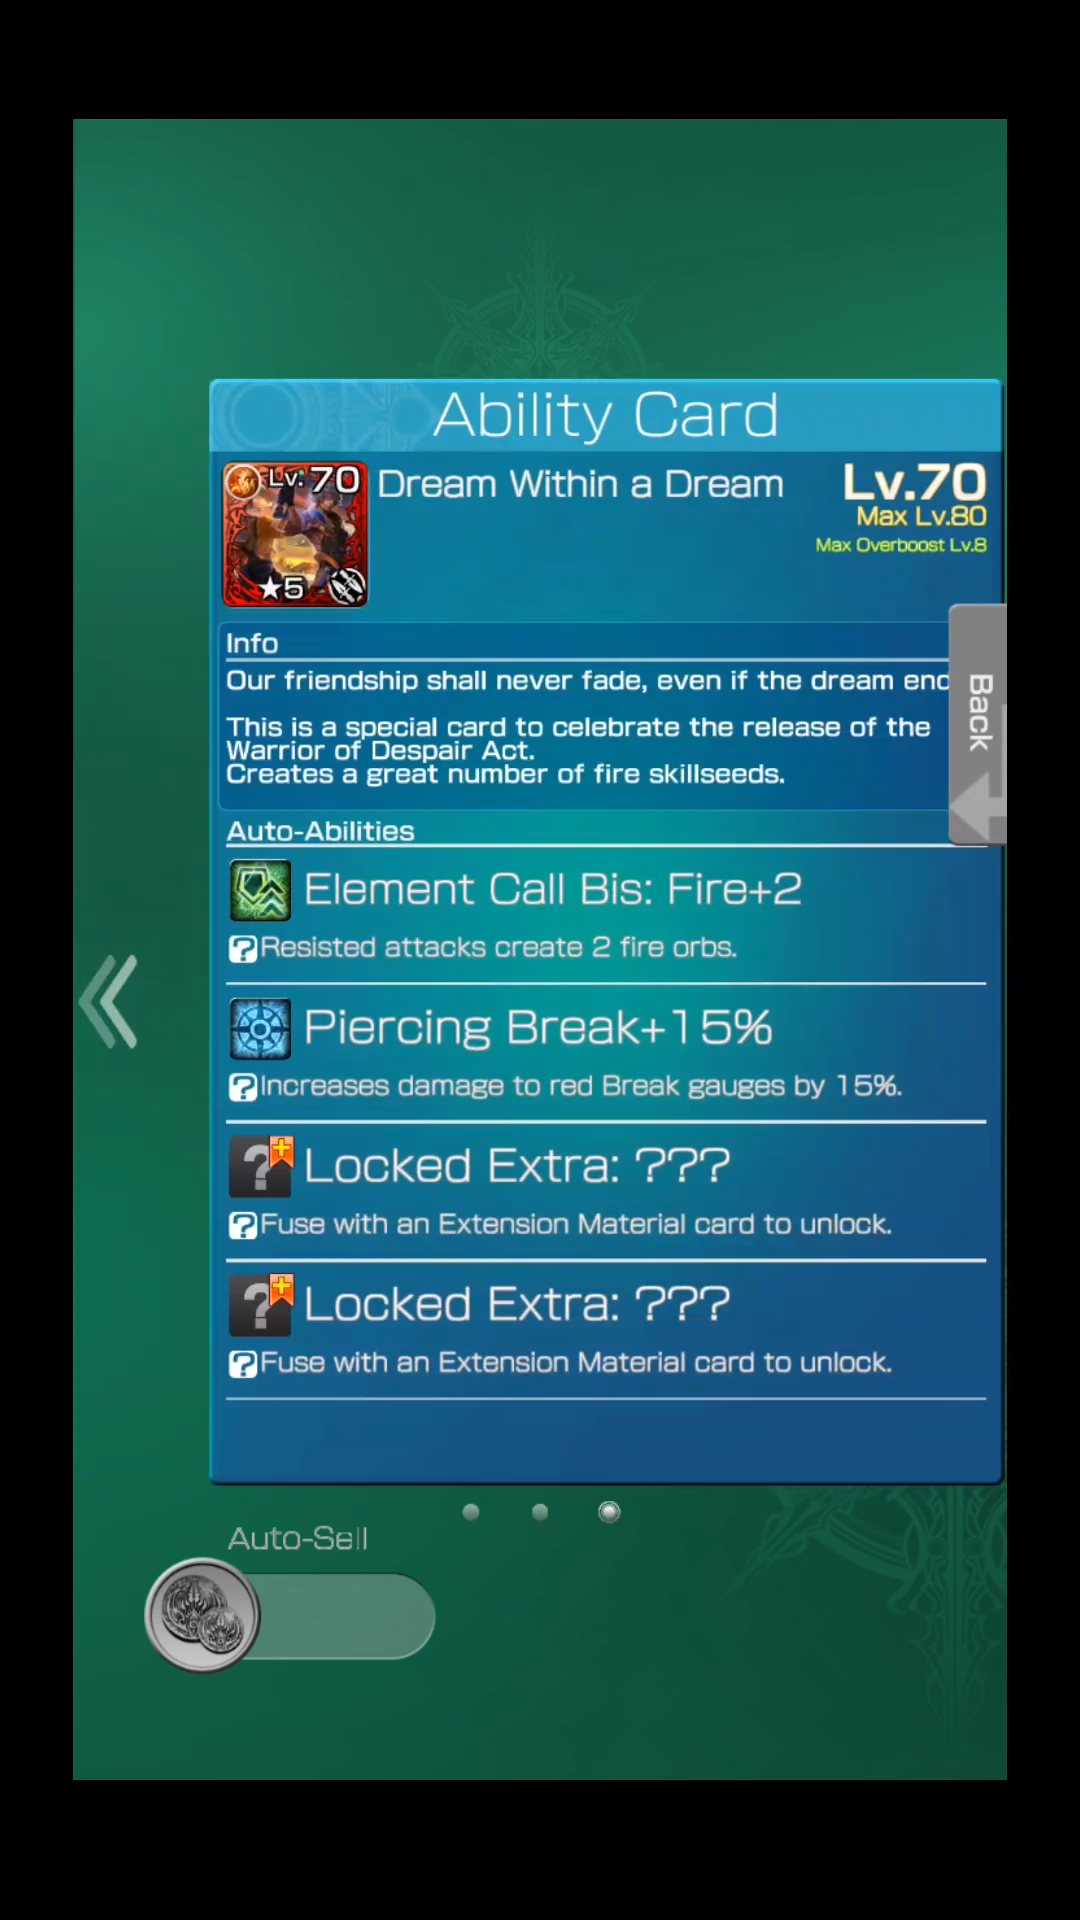 Ability Card
Lv.70
★5
Dream Within a Dream
Lv.70
Max Lv.80
Max Overboost Lv.8
Info
Our friendship shall never fade, even if the dream
This is a special card to celebrate the release of the
Warrior of Despair Act.
Creates a great number of fire skillseeds.
Back
Auto-Abilities
Element Call Bis: Fire+2
?Resisted attacks create 2 fire orbs.
Piercing Break+15%
?Increases damage to red Break gauges by 15%.
? Locked Extra: ???
?Fuse with an Extension Material card to unlock.
? Locked Extra: ???
?Fuse with an Extension Material card to unlock.
Auto-Sell